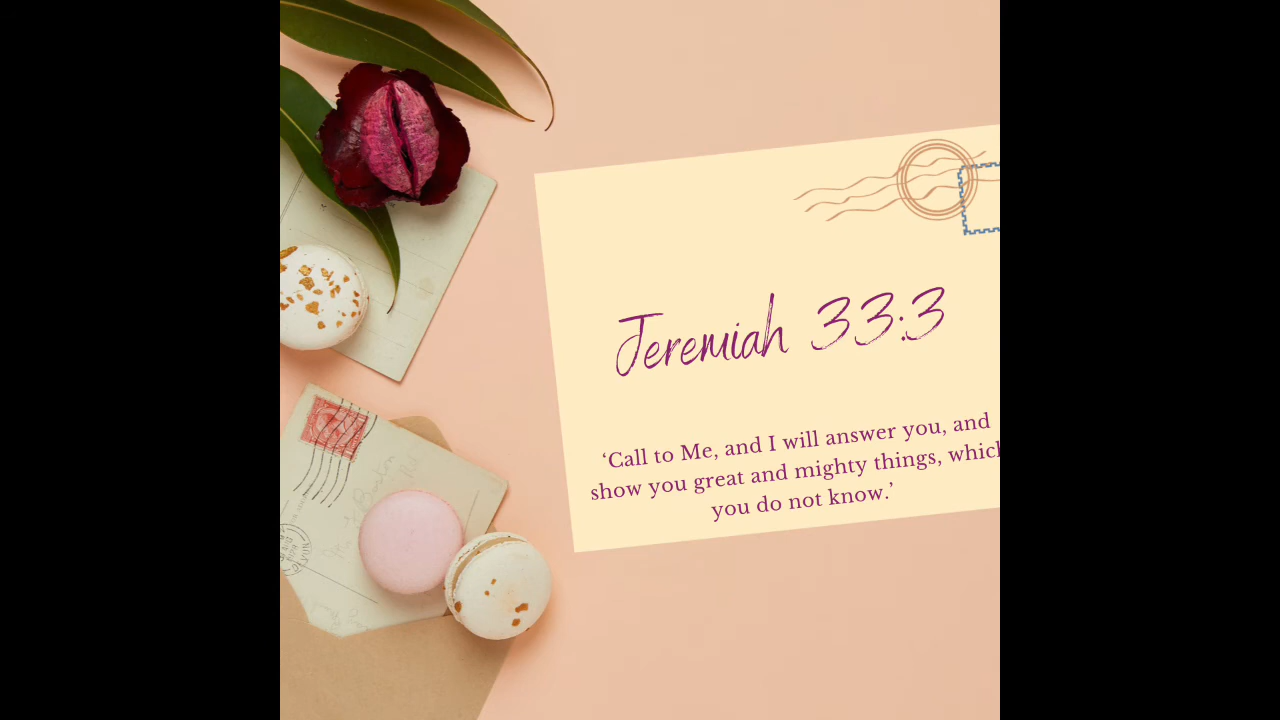 Jeremiah 33:3
‘Call to Me, and I will answer you, and
show you great and mighty things, which
you do not know.’